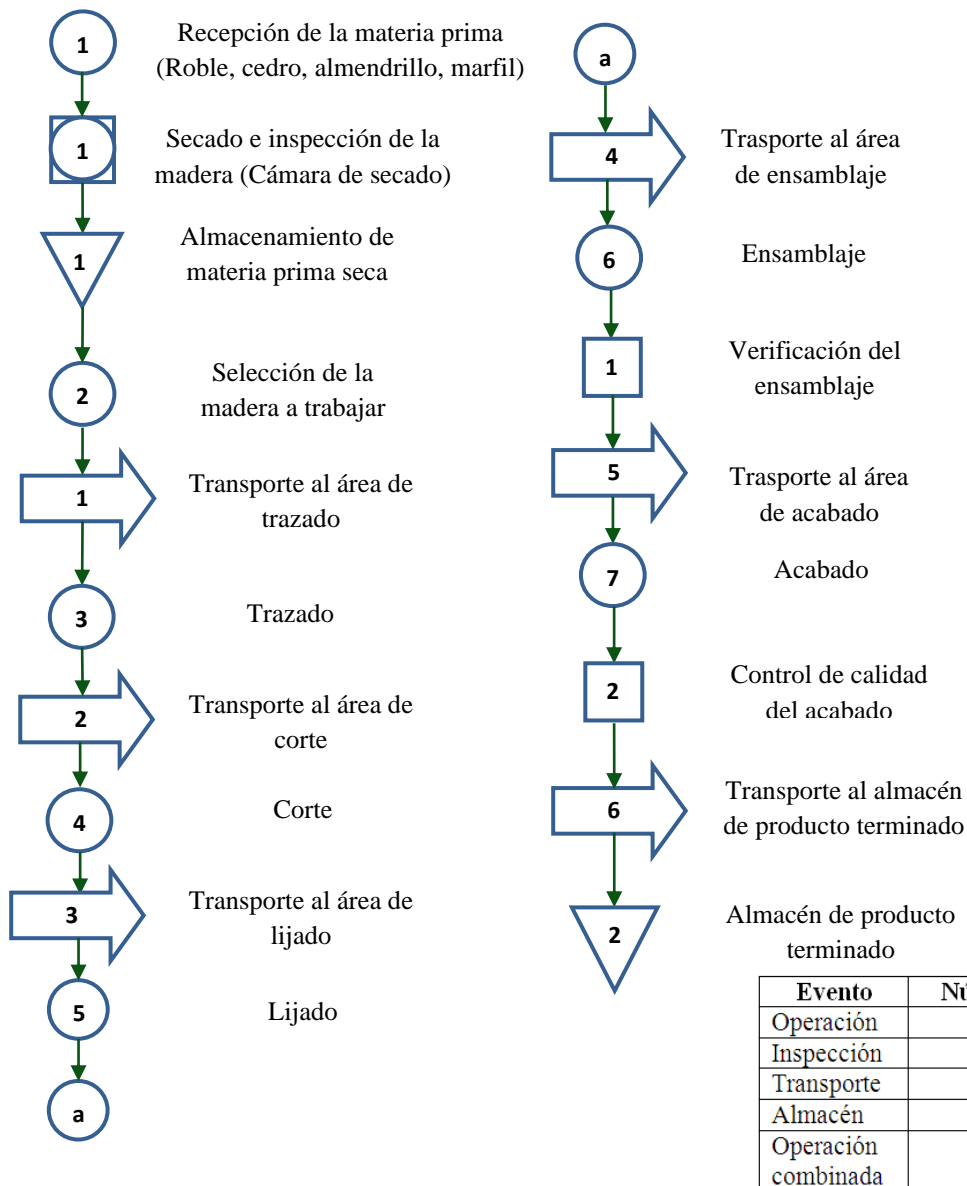 1
Recepción de la materia prima
(Roble, cedro, almendrillo, marfil)
1
Secado e inspección de la
madera (Cámara de secado)
1
Almacenamiento de
materia prima seca
2
Selección de la
madera a trabajar
1
Transporte al área de
trazado
3
Trazado
2
Transporte al área de
corte
4
Corte
3
Transporte al área de
lijado
5
Lijado
a
a
4
Trasporte al área
de ensamblaje
6
Ensamblaje
1
Verificación del
ensamblaje
5
Trasporte al área
de acabado
7
Acabado
2
Control de calidad
del acabado
6
Transporte al almacén
de producto terminado
2
Almacén de producto
terminado
Evento
Operación
Inspección
Transporte
Almacén
Operación
combinada